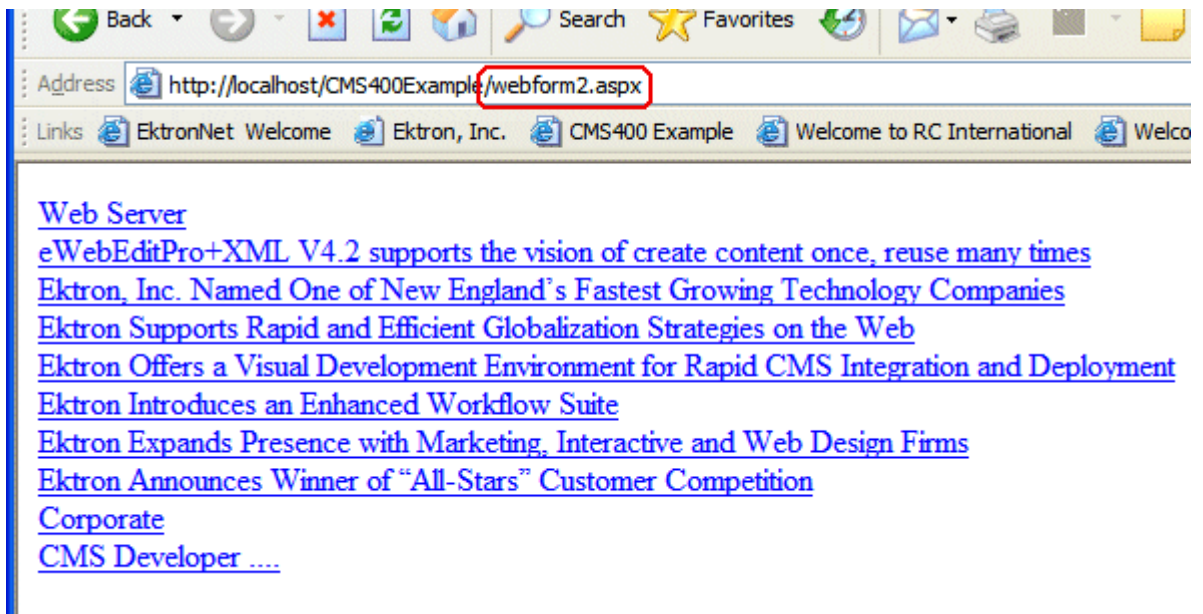 Back Search Favorites
Address http://localhost/CMS400Example/webform2.aspx
Links EktronNet Welcome Ektron, Inc. CMS400 Example Welcome to RC International Welco
Web Server
eWebEditPro+XML V4.2 supports the vision of create content once, reuse many times
Ektron, Inc. Named One of New England’s Fastest Growing Technology Companies
Ektron Supports Rapid and Efficient Globalization Strategies on the Web
Ektron Offers a Visual Development Environment for Rapid CMS Integration and Deployment
Ektron Introduces an Enhanced Workflow Suite
Ektron Expands Presence with Marketing, Interactive and Web Design Firms
Ektron Announces Winner of “All-Stars” Customer Competition
Corporate
CMS Developer ....